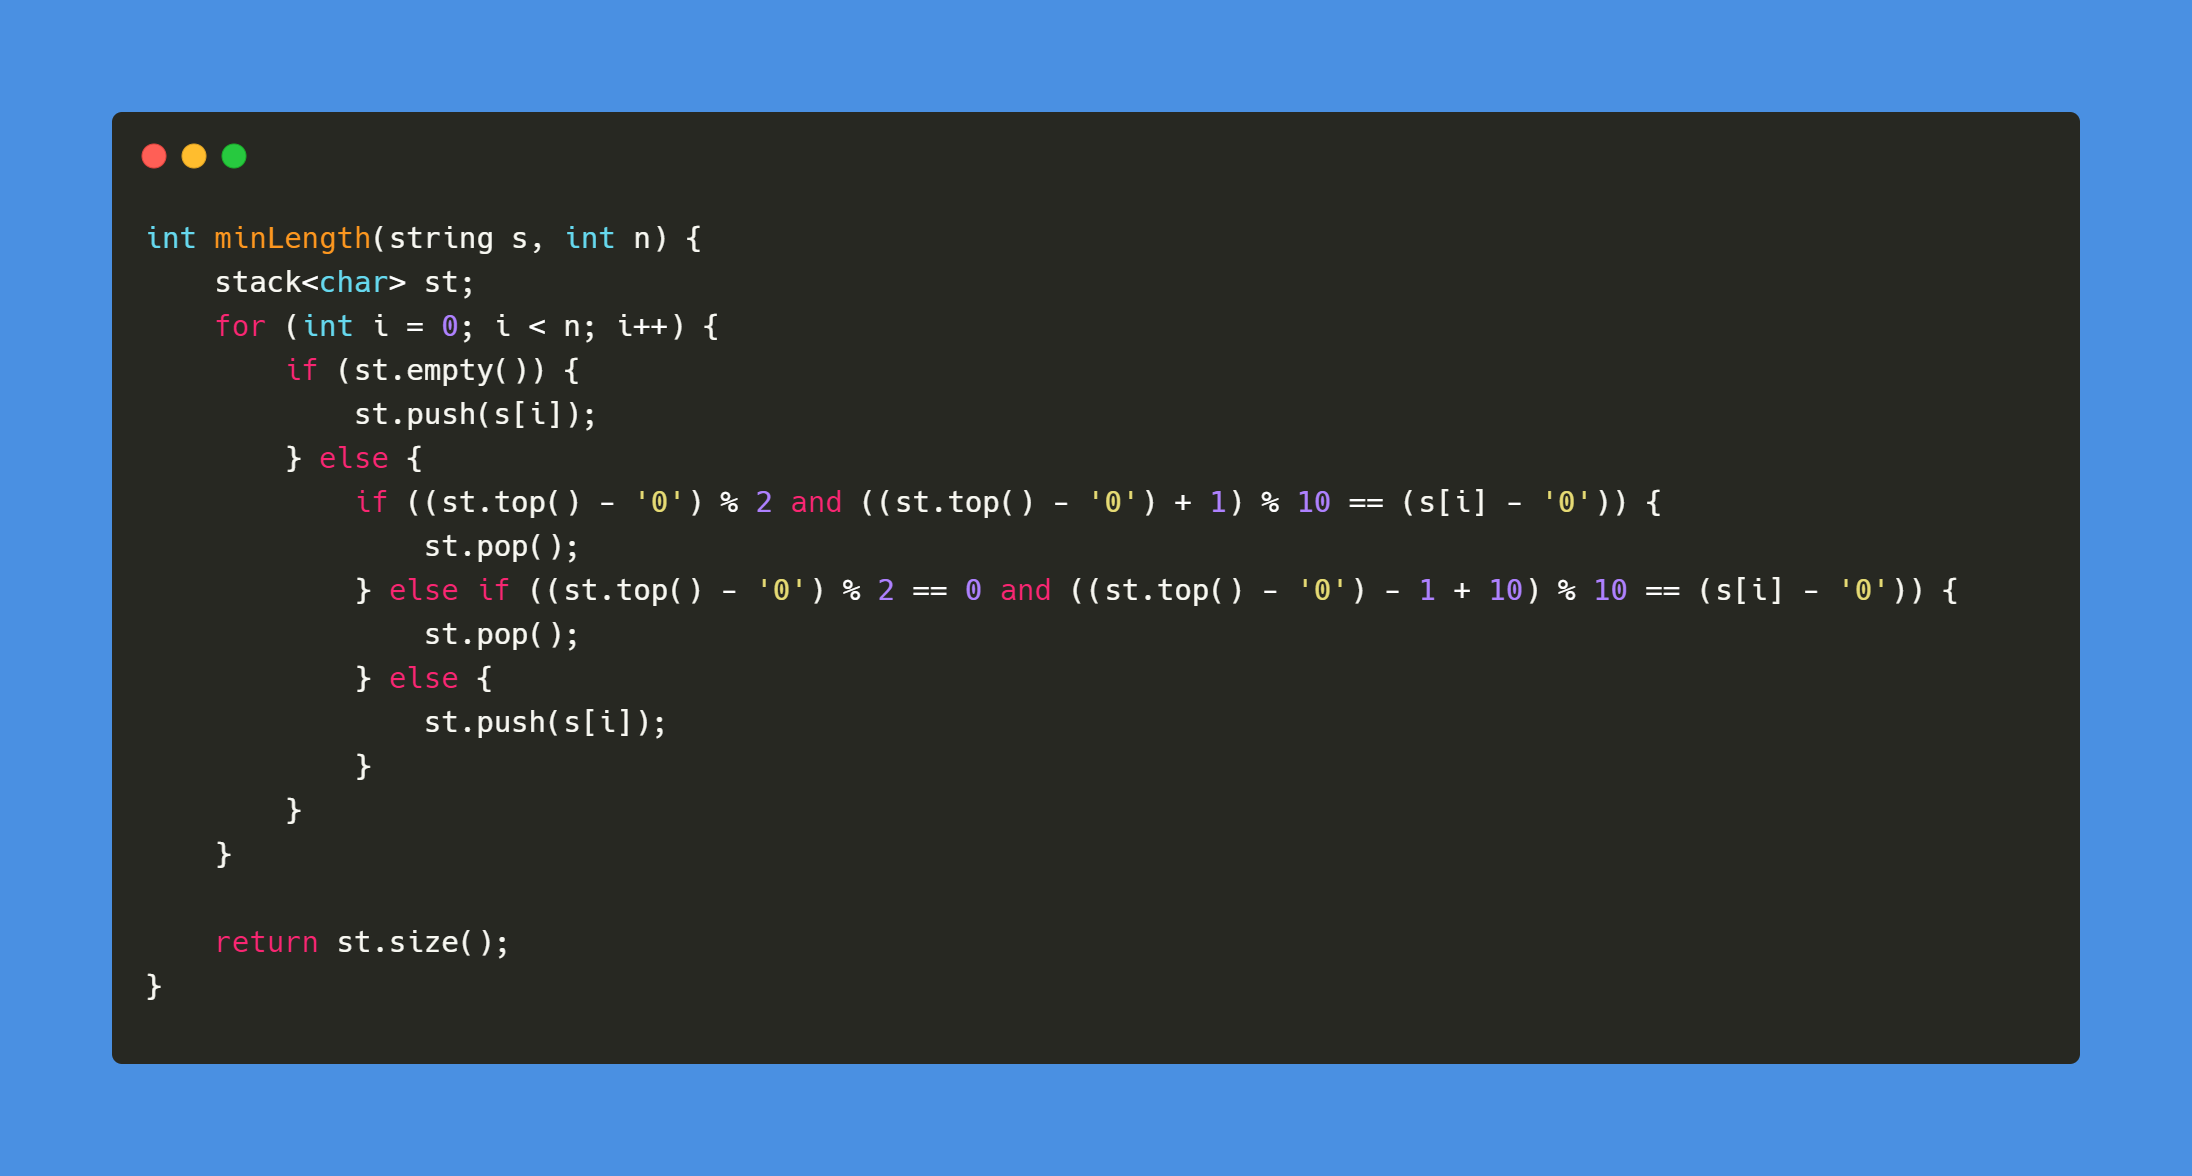 int minLength(string s, int n) {
    stack<char> st;
    for (int i = 0; i < n; i++) {
        if (st.empty()) {
            st.push(s[i]);
        } else {
            if ((st.top() - '0') % 2 and ((st.top() - '0') + 1) % 10 == (s[i] - '0')) {
                st.pop();
            } else if ((st.top() - '0') % 2 == 0 and ((st.top() - '0') - 1 + 10) % 10 == (s[i] - '0')) {
                st.pop();
            } else {
                st.push(s[i]);
            }
        }
    }

    return st.size();
}